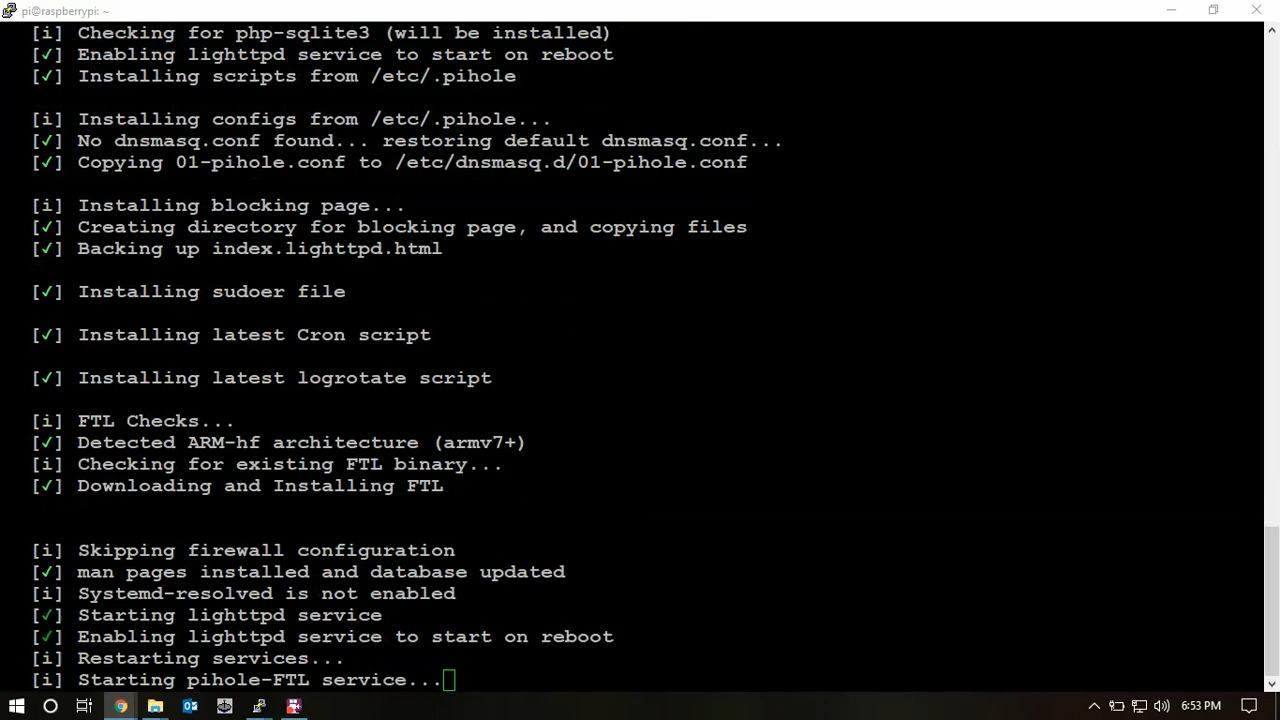 pi@raspberrypi: ~
[i] Checking for php-sqlite3 (will be installed)
[✓] Enabling lighttpd service to start on reboot
[✓] Installing scripts from /etc/.pihole
[i] Installing configs from /etc/.pihole...
[✓] No dnsmasq.conf found... restoring default dnsmasq.conf...
[✓] Copying 01-pihole.conf to /etc/dnsmasq.d/01-pihole.conf
[i] Installing blocking page...
[✓] Creating directory for blocking page, and copying files
[✓] Backing up index.lighttpd.html
[✓] Installing sudoer file
[✓] Installing latest Cron script
[✓] Installing latest logrotate script
[i] FTL Checks...
[✓] Detected ARM-hf architecture (armv7+)
[i] Checking for existing FTL binary...
[✓] Downloading and Installing FTL
[i] Skipping firewall configuration
[✓] man pages installed and database updated
[i] Systemd-resolved is not enabled
[✓] Starting lighttpd service
[✓] Enabling lighttpd service to start on reboot
[i] Restarting services...
[i] Starting pihole-FTL service...
6:53 PM